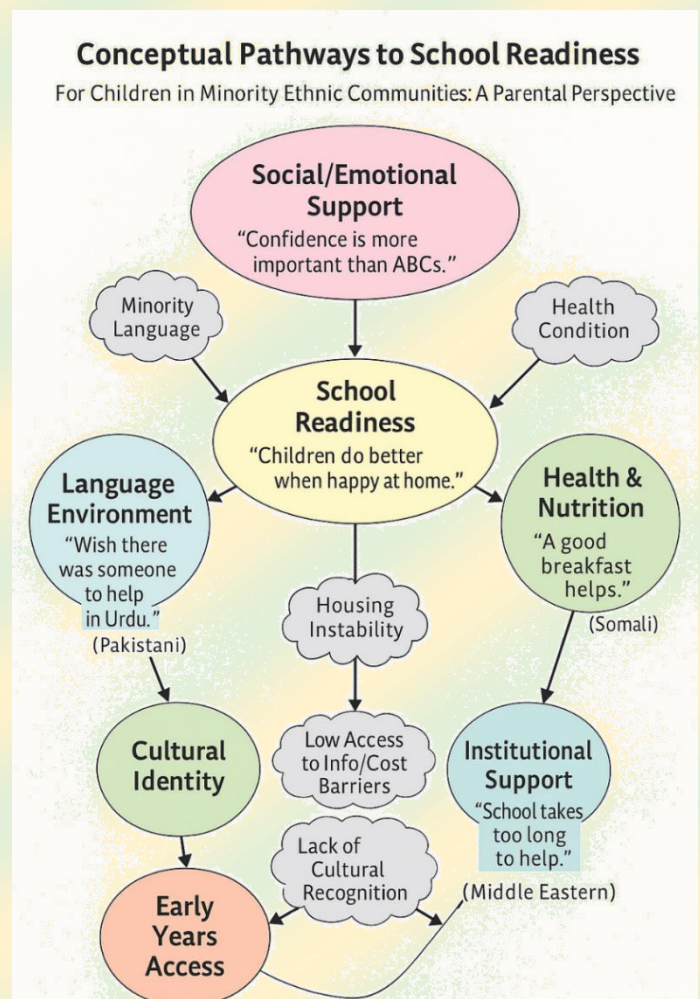 Conceptual Pathways to School Readiness
For Children in Minority Ethnic Communities: A Parental Perspective
Social/Emotional
Support
“Confidence is more
important than ABCs.”
Minority
Language
Health
Condition
School
Readiness
“Children do better
when happy at home.”
Language
Environment
“Wish there
was someone
to help
in Urdu.”
(Pakistani)
Health &
Nutrition
“A good
breakfast
helps.”
(Somali)
Housing
Instability
Cultural
Identity
Low Access
to Info/Cost
Barriers
Institutional
Support
“School takes
too long
to help.”
(Middle Eastern)
Lack of
Cultural
Recognition
Early
Years
Access